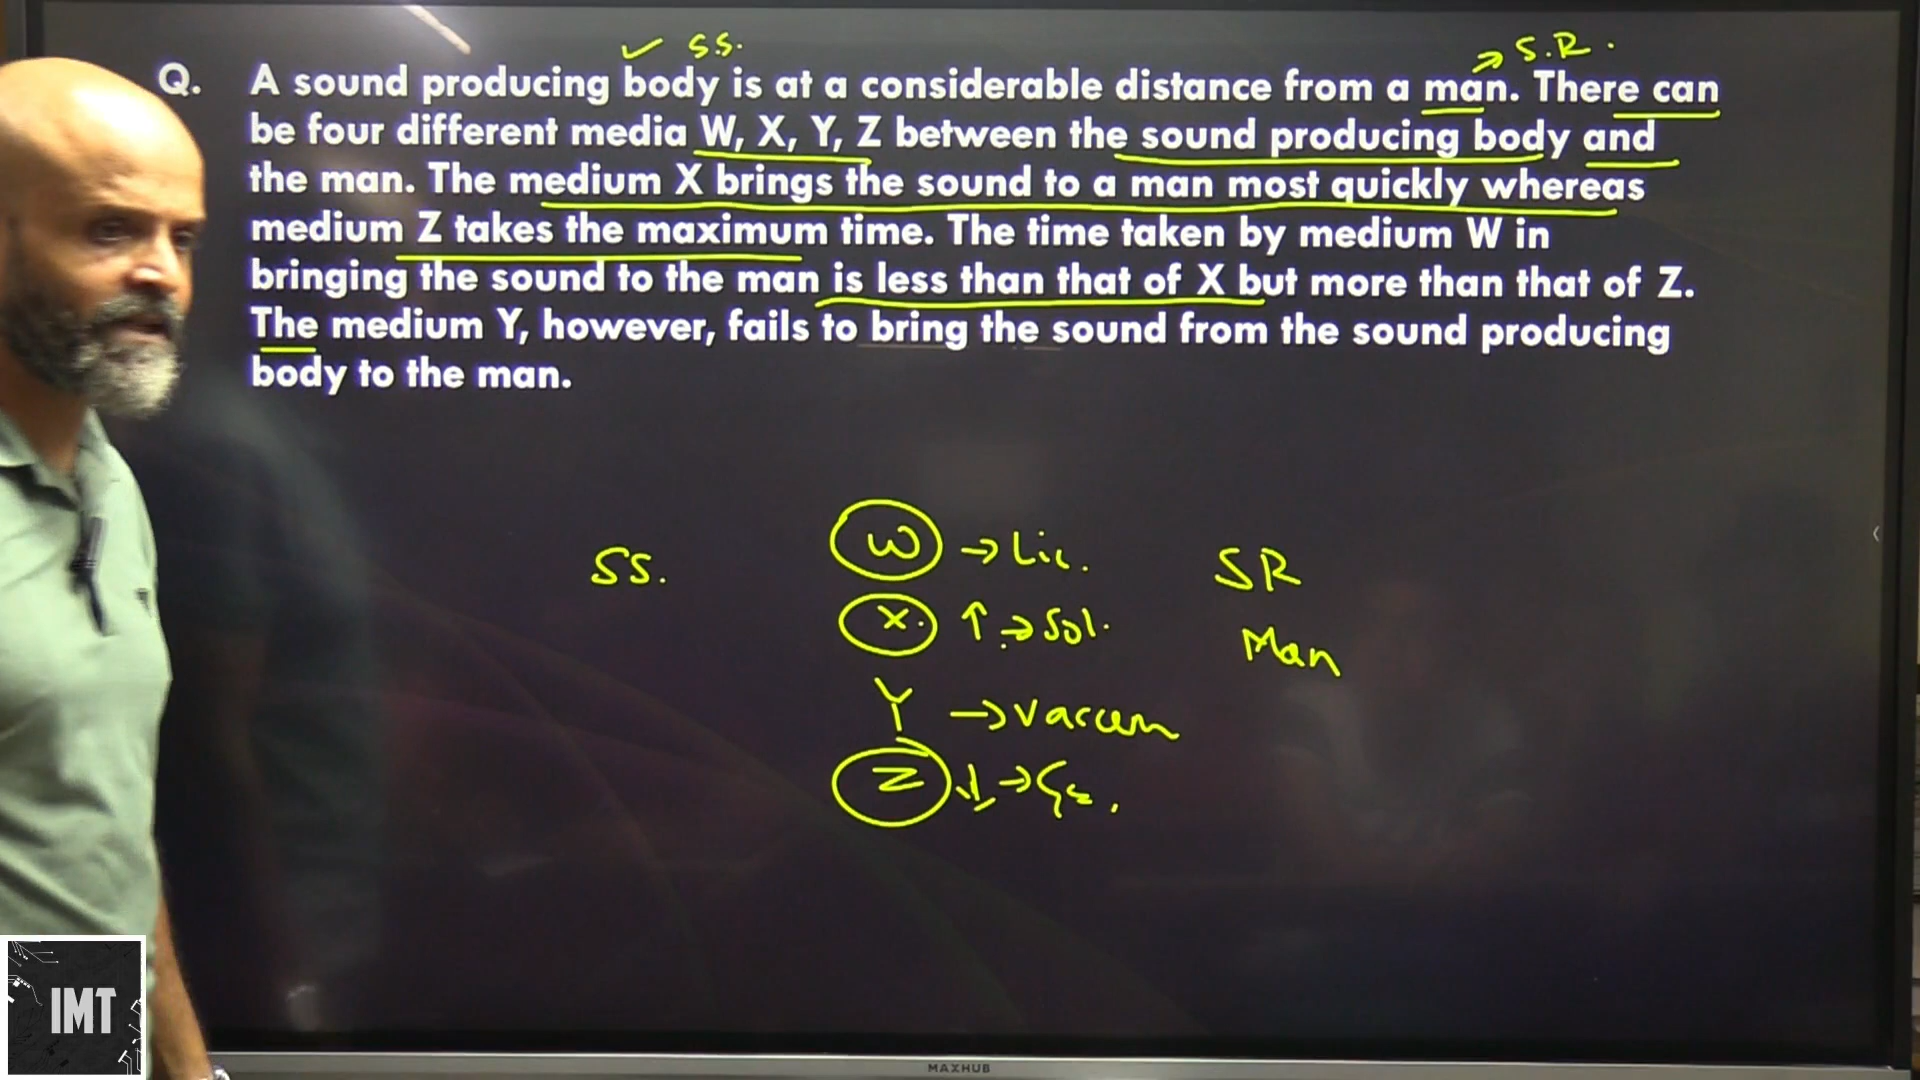 ✓ S.S.
→ S.R.
Q. A sound producing body is at a considerable distance from a man. There can
be four different media W, X, Y, Z between the sound producing body and
the man. The medium X brings the sound to a man most quickly whereas
medium Z takes the maximum time. The time taken by medium W in
bringing the sound to the man is less than that of X but more than that of Z.
The medium Y, however, fails to bring the sound from the sound producing
body to the man.
SS. W → SR
X. ↑ → Sol. Man
Y →
Z ↓ →
IMT
MAXHUB